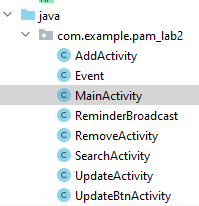 java
com.example.pam_lab2
AddActivity
Event
MainActivity
ReminderBroadcast
RemoveActivity
SearchActivity
UpdateActivity
UpdateBtnActivity